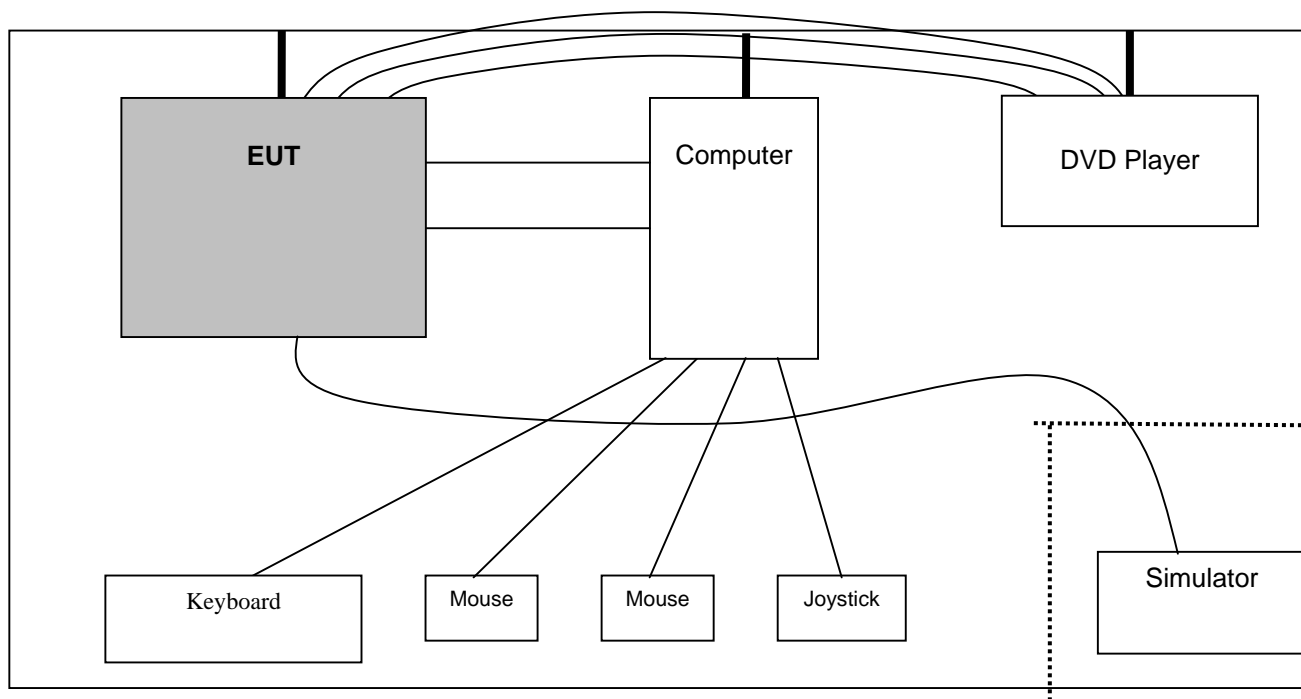 EUT
Computer
DVD Player
Keyboard
Mouse
Mouse
Joystick
Simulator